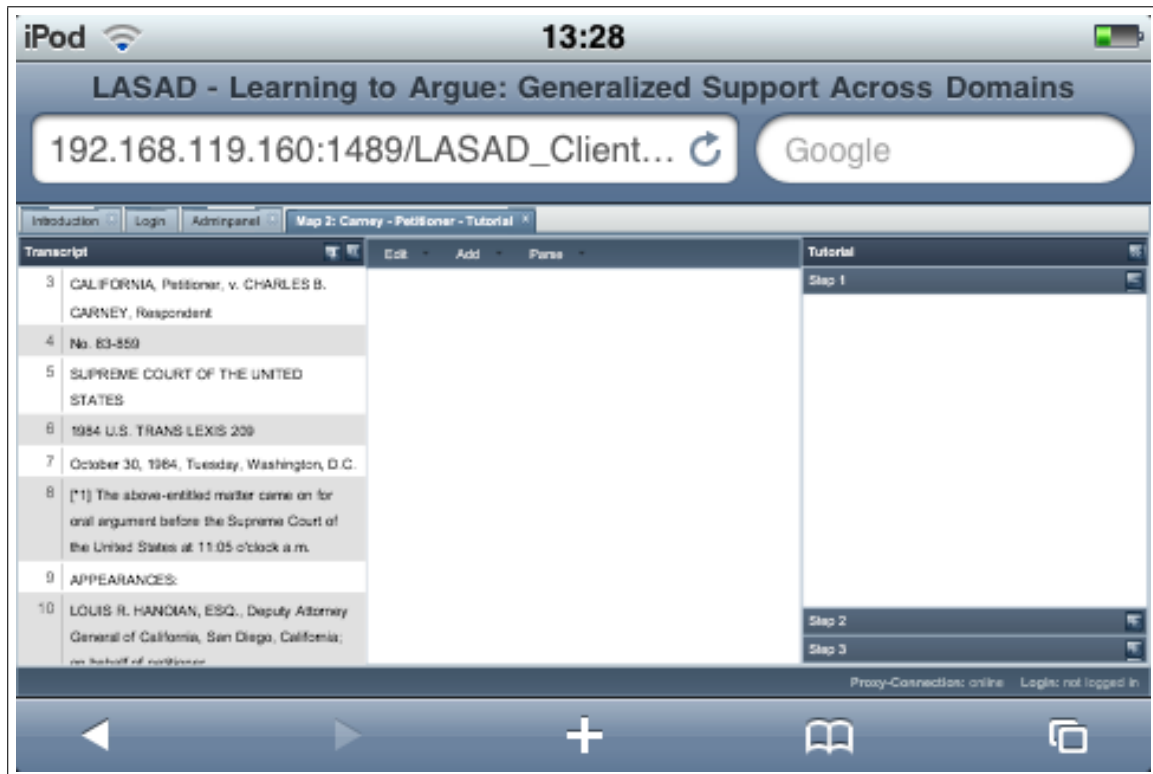 iPod 13:28
LASAD - Learning to Argue: Generalized Support Across Domains
192.168.119.160:1489/LASAD_Client... Google
Introduction Login Adminpanel Map 2: Carney - Petitioner - Tutorial
Transcript Edit Add Parse Tutorial
Step 1
3 CALIFORNIA, Petitioner, v. CHARLES B.
CARNEY, Respondent
4 No. 83-859
5 SUPREME COURT OF THE UNITED
STATES
6 1984 U.S. TRANS LEXIS 209
7 October 30, 1984, Tuesday, Washington, D.C.
8 [*1] The above-entitled matter came on for
oral argument before the Supreme Court of
the United States at 11:05 o'clock a.m.
9 APPEARANCES:
10 LOUIS R. HANOIAN, ESQ., Deputy Attorney
General of California, San Diego, California;
on behalf of petitioner
Step 2
Step 3
Proxy-Connection: online Login: not logged in